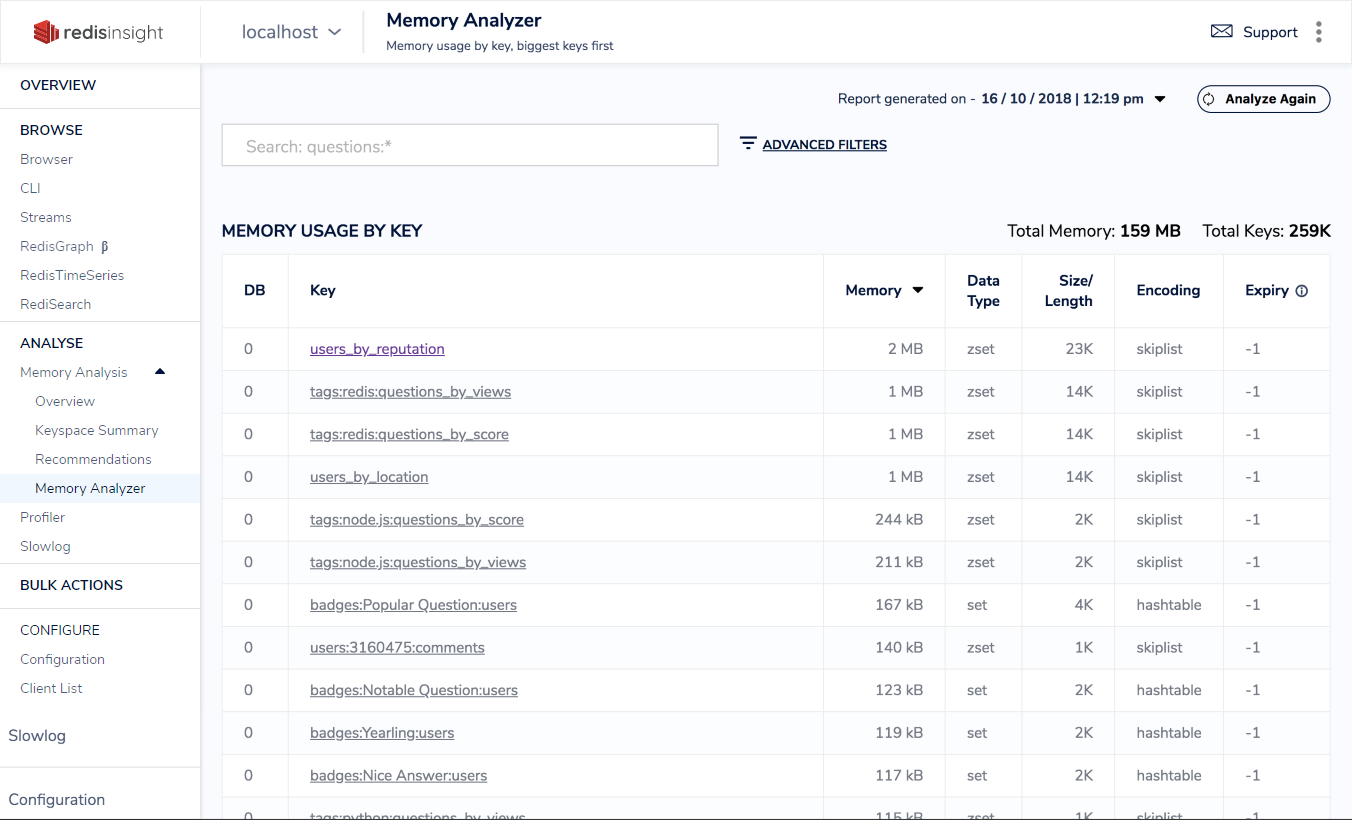 redisinsight
localhost
Memory Analyzer
Memory usage by key, biggest keys first
Support
OVERVIEW
BROWSE
Browser
CLI
Streams
RedisGraph β
RedisTimeSeries
RediSearch
ANALYSE
Memory Analysis
Overview
Keyspace Summary
Recommendations
Memory Analyzer
Profiler
Slowlog
BULK ACTIONS
CONFIGURE
Configuration
Client List
Slowlog
Configuration
Report generated on - 16 / 10 / 2018 | 12:19 pm
Analyze Again
Search: questions:*
ADVANCED FILTERS
MEMORY USAGE BY KEY
Total Memory: 159 MB Total Keys: 259K
DB Key Memory Data Type Size/ Length Encoding Expiry
0 users_by_reputation 2 MB zset 23K skiplist -1
0 tags:redis:questions_by_views 1 MB zset 14K skiplist -1
0 tags:redis:questions_by_score 1 MB zset 14K skiplist -1
0 users_by_location 1 MB zset 14K skiplist -1
0 tags:node.js:questions_by_score 244 kB zset 2K skiplist -1
0 tags:node.js:questions_by_views 211 kB zset 2K skiplist -1
0 badges:Popular Question:users 167 kB set 4K hashtable -1
0 users:3160475:comments 140 kB zset 1K skiplist -1
0 badges:Notable Question:users 123 kB set 2K hashtable -1
0 badges:Yearling:users 119 kB set 2K hashtable -1
0 badges:Nice Answer:users 117 kB set 2K hashtable -1
0 tags:python:questions_by_views 115 kB zset 1K skiplist -1